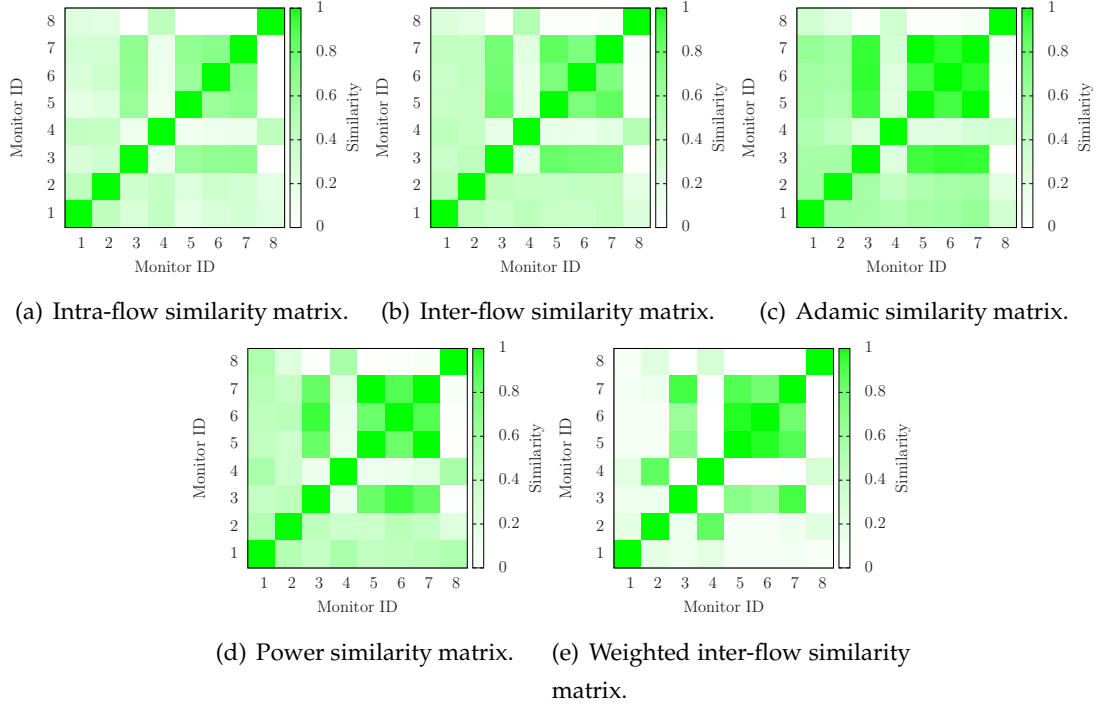 8
7
6
5
4
3
2
1
Monitor ID
1 2 3 4 5 6 7 8
Monitor ID
1
0.8
0.6
0.4
0.2
0
Similarity
8
7
6
5
4
3
2
1
Monitor ID
1 2 3 4 5 6 7 8
Monitor ID
1
0.8
0.6
0.4
0.2
0
Similarity
8
7
6
5
4
3
2
1
Monitor ID
1 2 3 4 5 6 7 8
Monitor ID
1
0.8
0.6
0.4
0.2
0
Similarity
(a) Intra-flow similarity matrix.
(b) Inter-flow similarity matrix.
(c) Adamic similarity matrix.
8
7
6
5
4
3
2
1
Monitor ID
1 2 3 4 5 6 7 8
Monitor ID
1
0.8
0.6
0.4
0.2
0
Similarity
8
7
6
5
4
3
2
1
Monitor ID
1 2 3 4 5 6 7 8
Monitor ID
1
0.8
0.6
0.4
0.2
0
Similarity
(d) Power similarity matrix.
(e) Weighted inter-flow similarity
matrix.